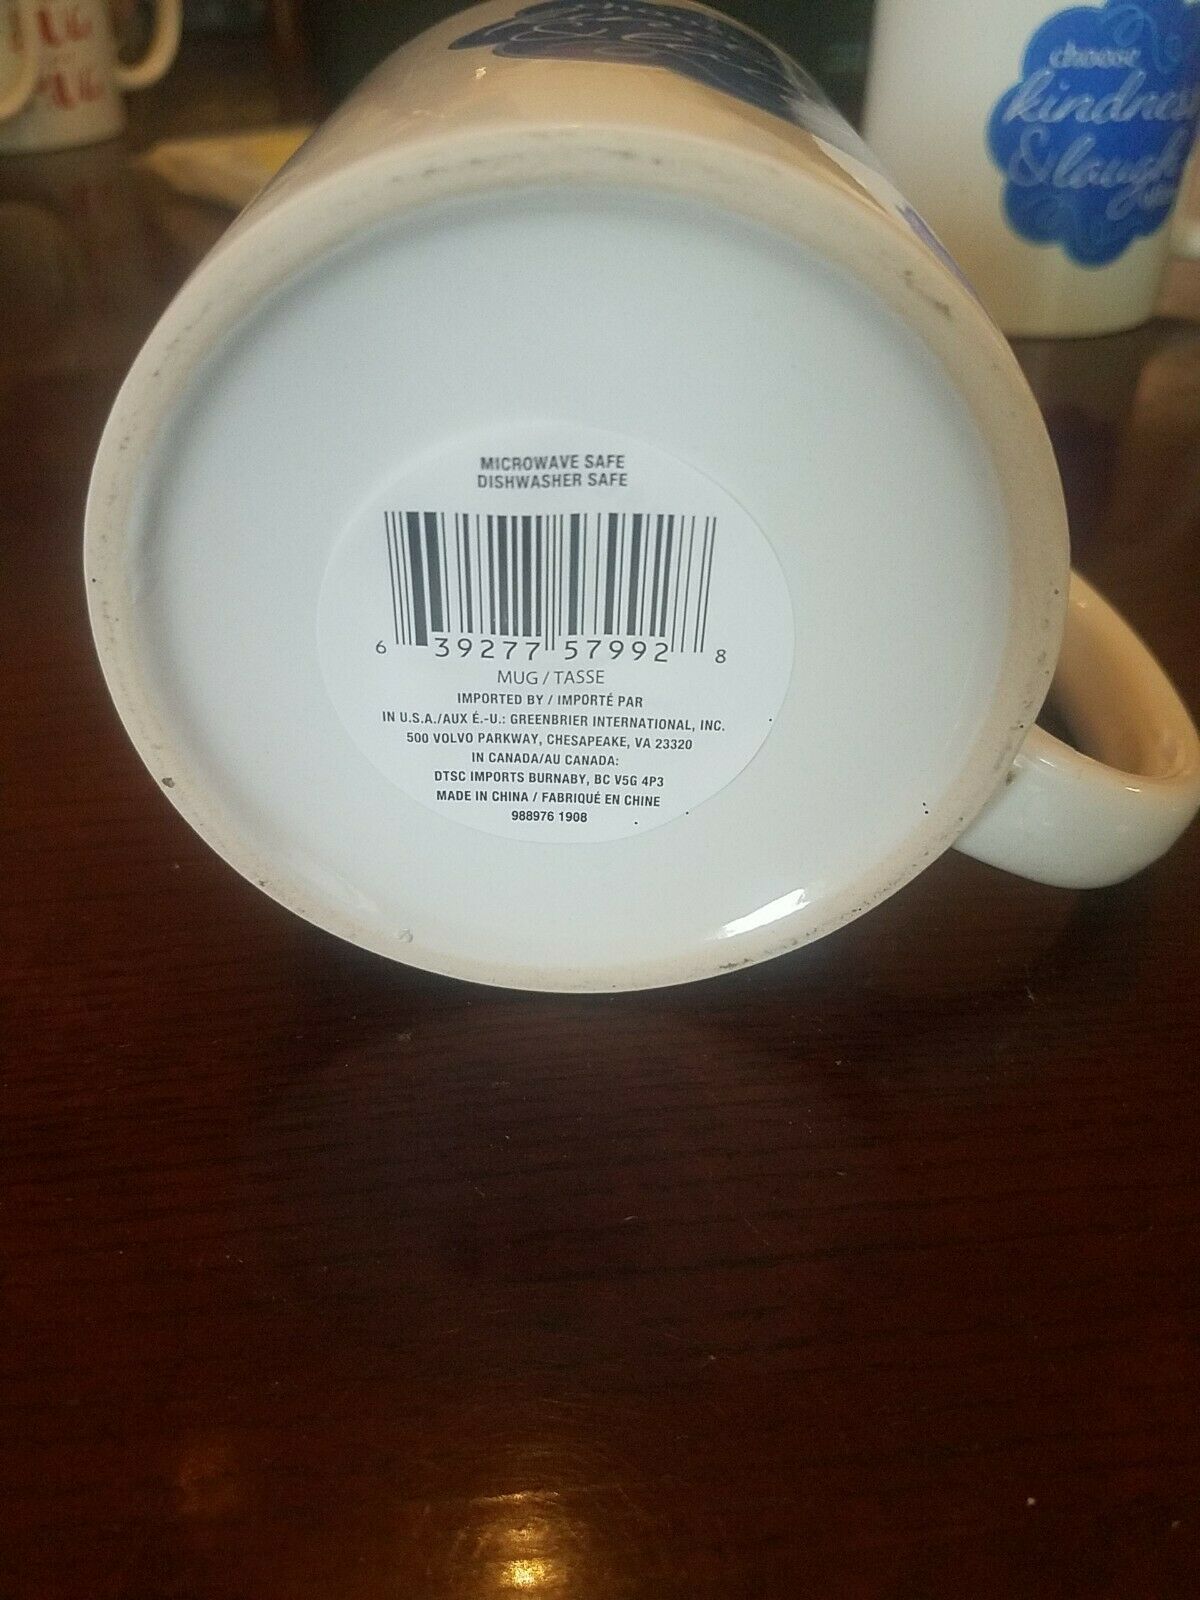 choose
kindness
& laugh
MICROWAVE SAFE
DISHWASHER SAFE
6 39277 57992 8
MUG / TASSE
IMPORTED BY / IMPORTÉ PAR
IN U.S.A./AUX É.-U.: GREENBRIER INTERNATIONAL, INC.
500 VOLVO PARKWAY, CHESAPEAKE, VA 23320
IN CANADA/AU CANADA:
DTSC IMPORTS BURNABY, BC V5G 4P3
MADE IN CHINA / FABRIQUÉ EN CHINE
988976 1908